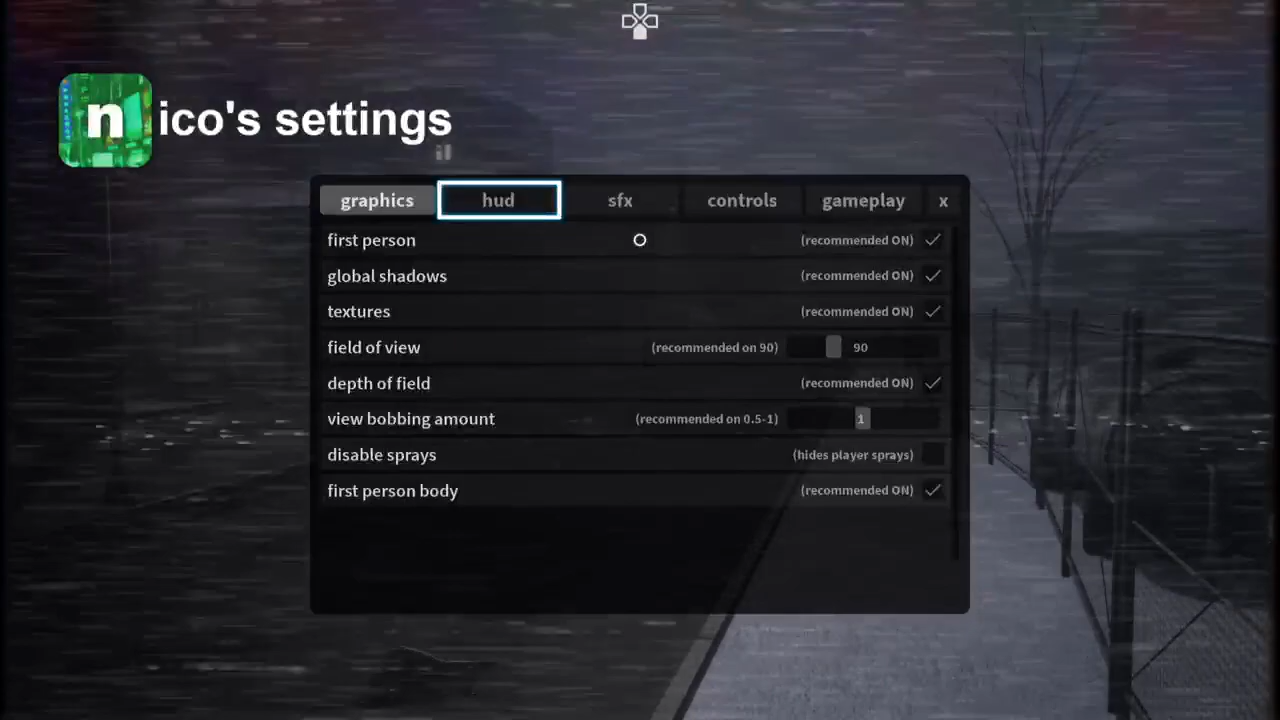 nico's settings
graphics hud sfx controls gameplay x
first person (recommended ON)
global shadows (recommended ON)
textures (recommended ON)
field of view (recommended on 90) 90
depth of field (recommended ON)
view bobbing amount (recommended on 0.5-1) 1
disable sprays (hides player sprays)
first person body (recommended ON)